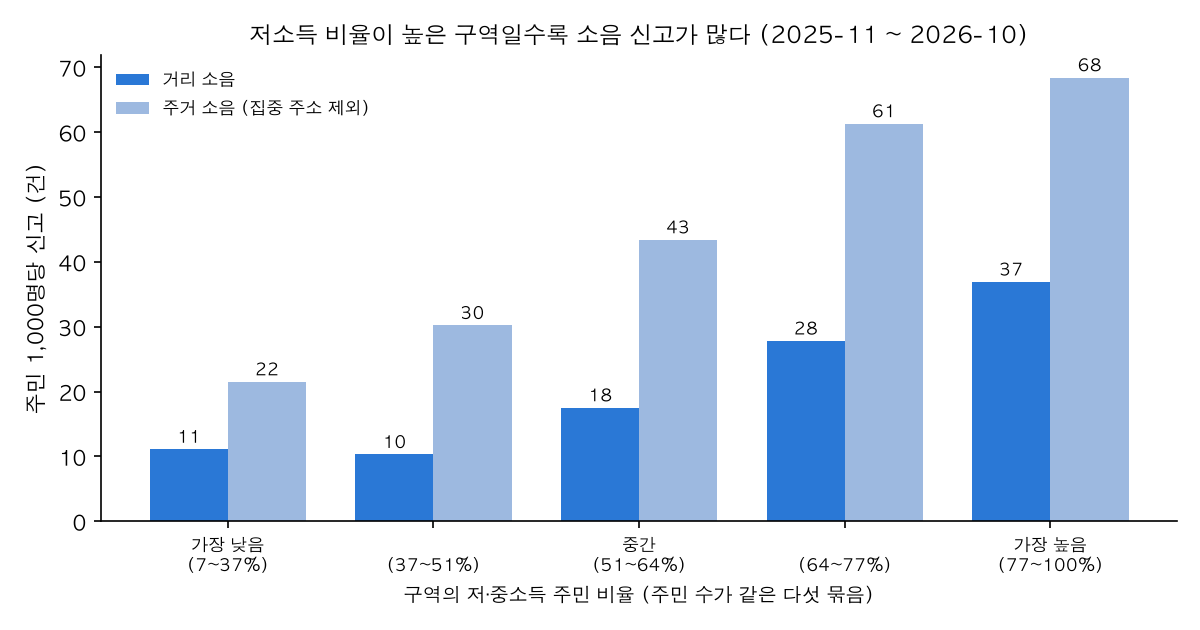 저소득 비율이 높은 구역일수록 소음 신고가 많다 (2025-11 ~ 2026-10)
거리 소음
주거 소음 (집중 주소 제외)
주민 1,000명당 신고 (건)
70
60
50
40
30
20
10
0
11
22
10
30
18
43
28
61
37
68
가장 낮음
(7~37%)
(37~51%)
중간
(51~64%)
(64~77%)
가장 높음
(77~100%)
구역의 저·중소득 주민 비율 (주민 수가 같은 다섯 묶음)